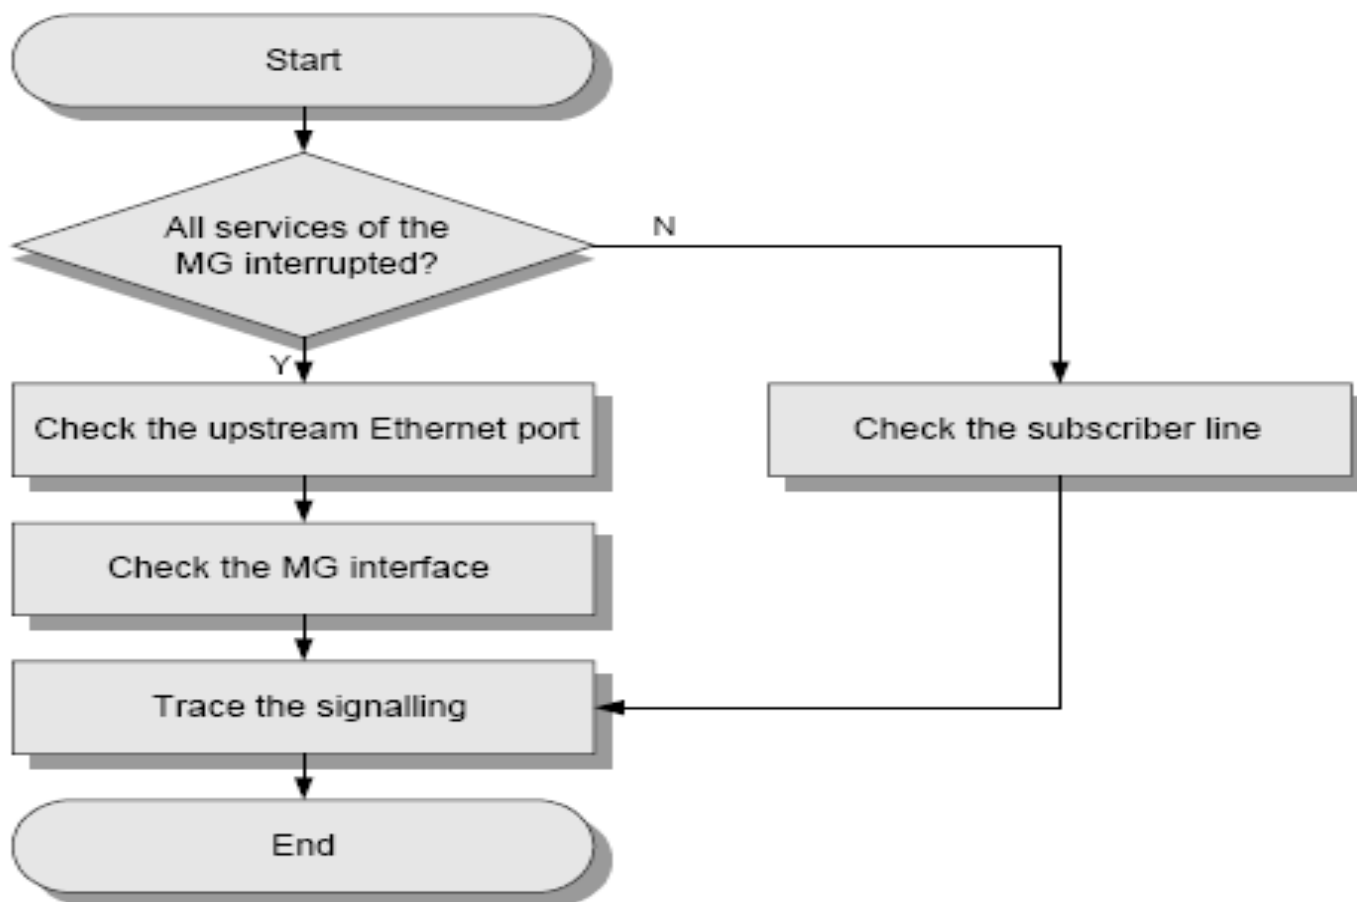 Start
All services of the
MG interrupted?
N
Y
Check the upstream Ethernet port
Check the subscriber line
Check the MG interface
Trace the signalling
End